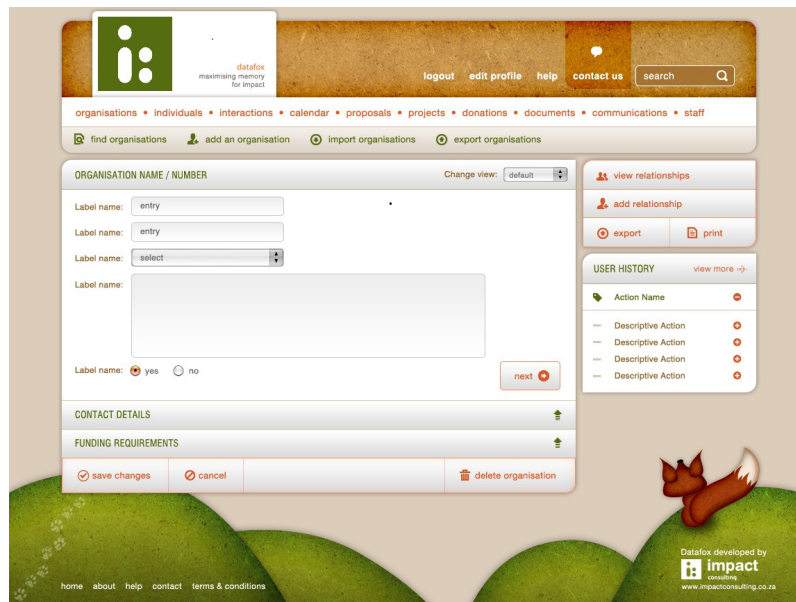 i:
datafox
maximising memory
for impact
logout edit profile help contact us search
organisations • individuals • interactions • calendar • proposals • projects • donations • documents • communications • staff
find organisations add an organisation import organisations export organisations
ORGANISATION NAME / NUMBER Change view: default
Label name: entry
Label name: entry
Label name: select
Label name:
Label name: yes no
next
CONTACT DETAILS
FUNDING REQUIREMENTS
save changes cancel delete organisation
view relationships
add relationship
export print
USER HISTORY view more
Action Name
Descriptive Action
Descriptive Action
Descriptive Action
Descriptive Action
home about help contact terms & conditions
Datafox developed by
i: impact
consulting
www.impactconsulting.co.za